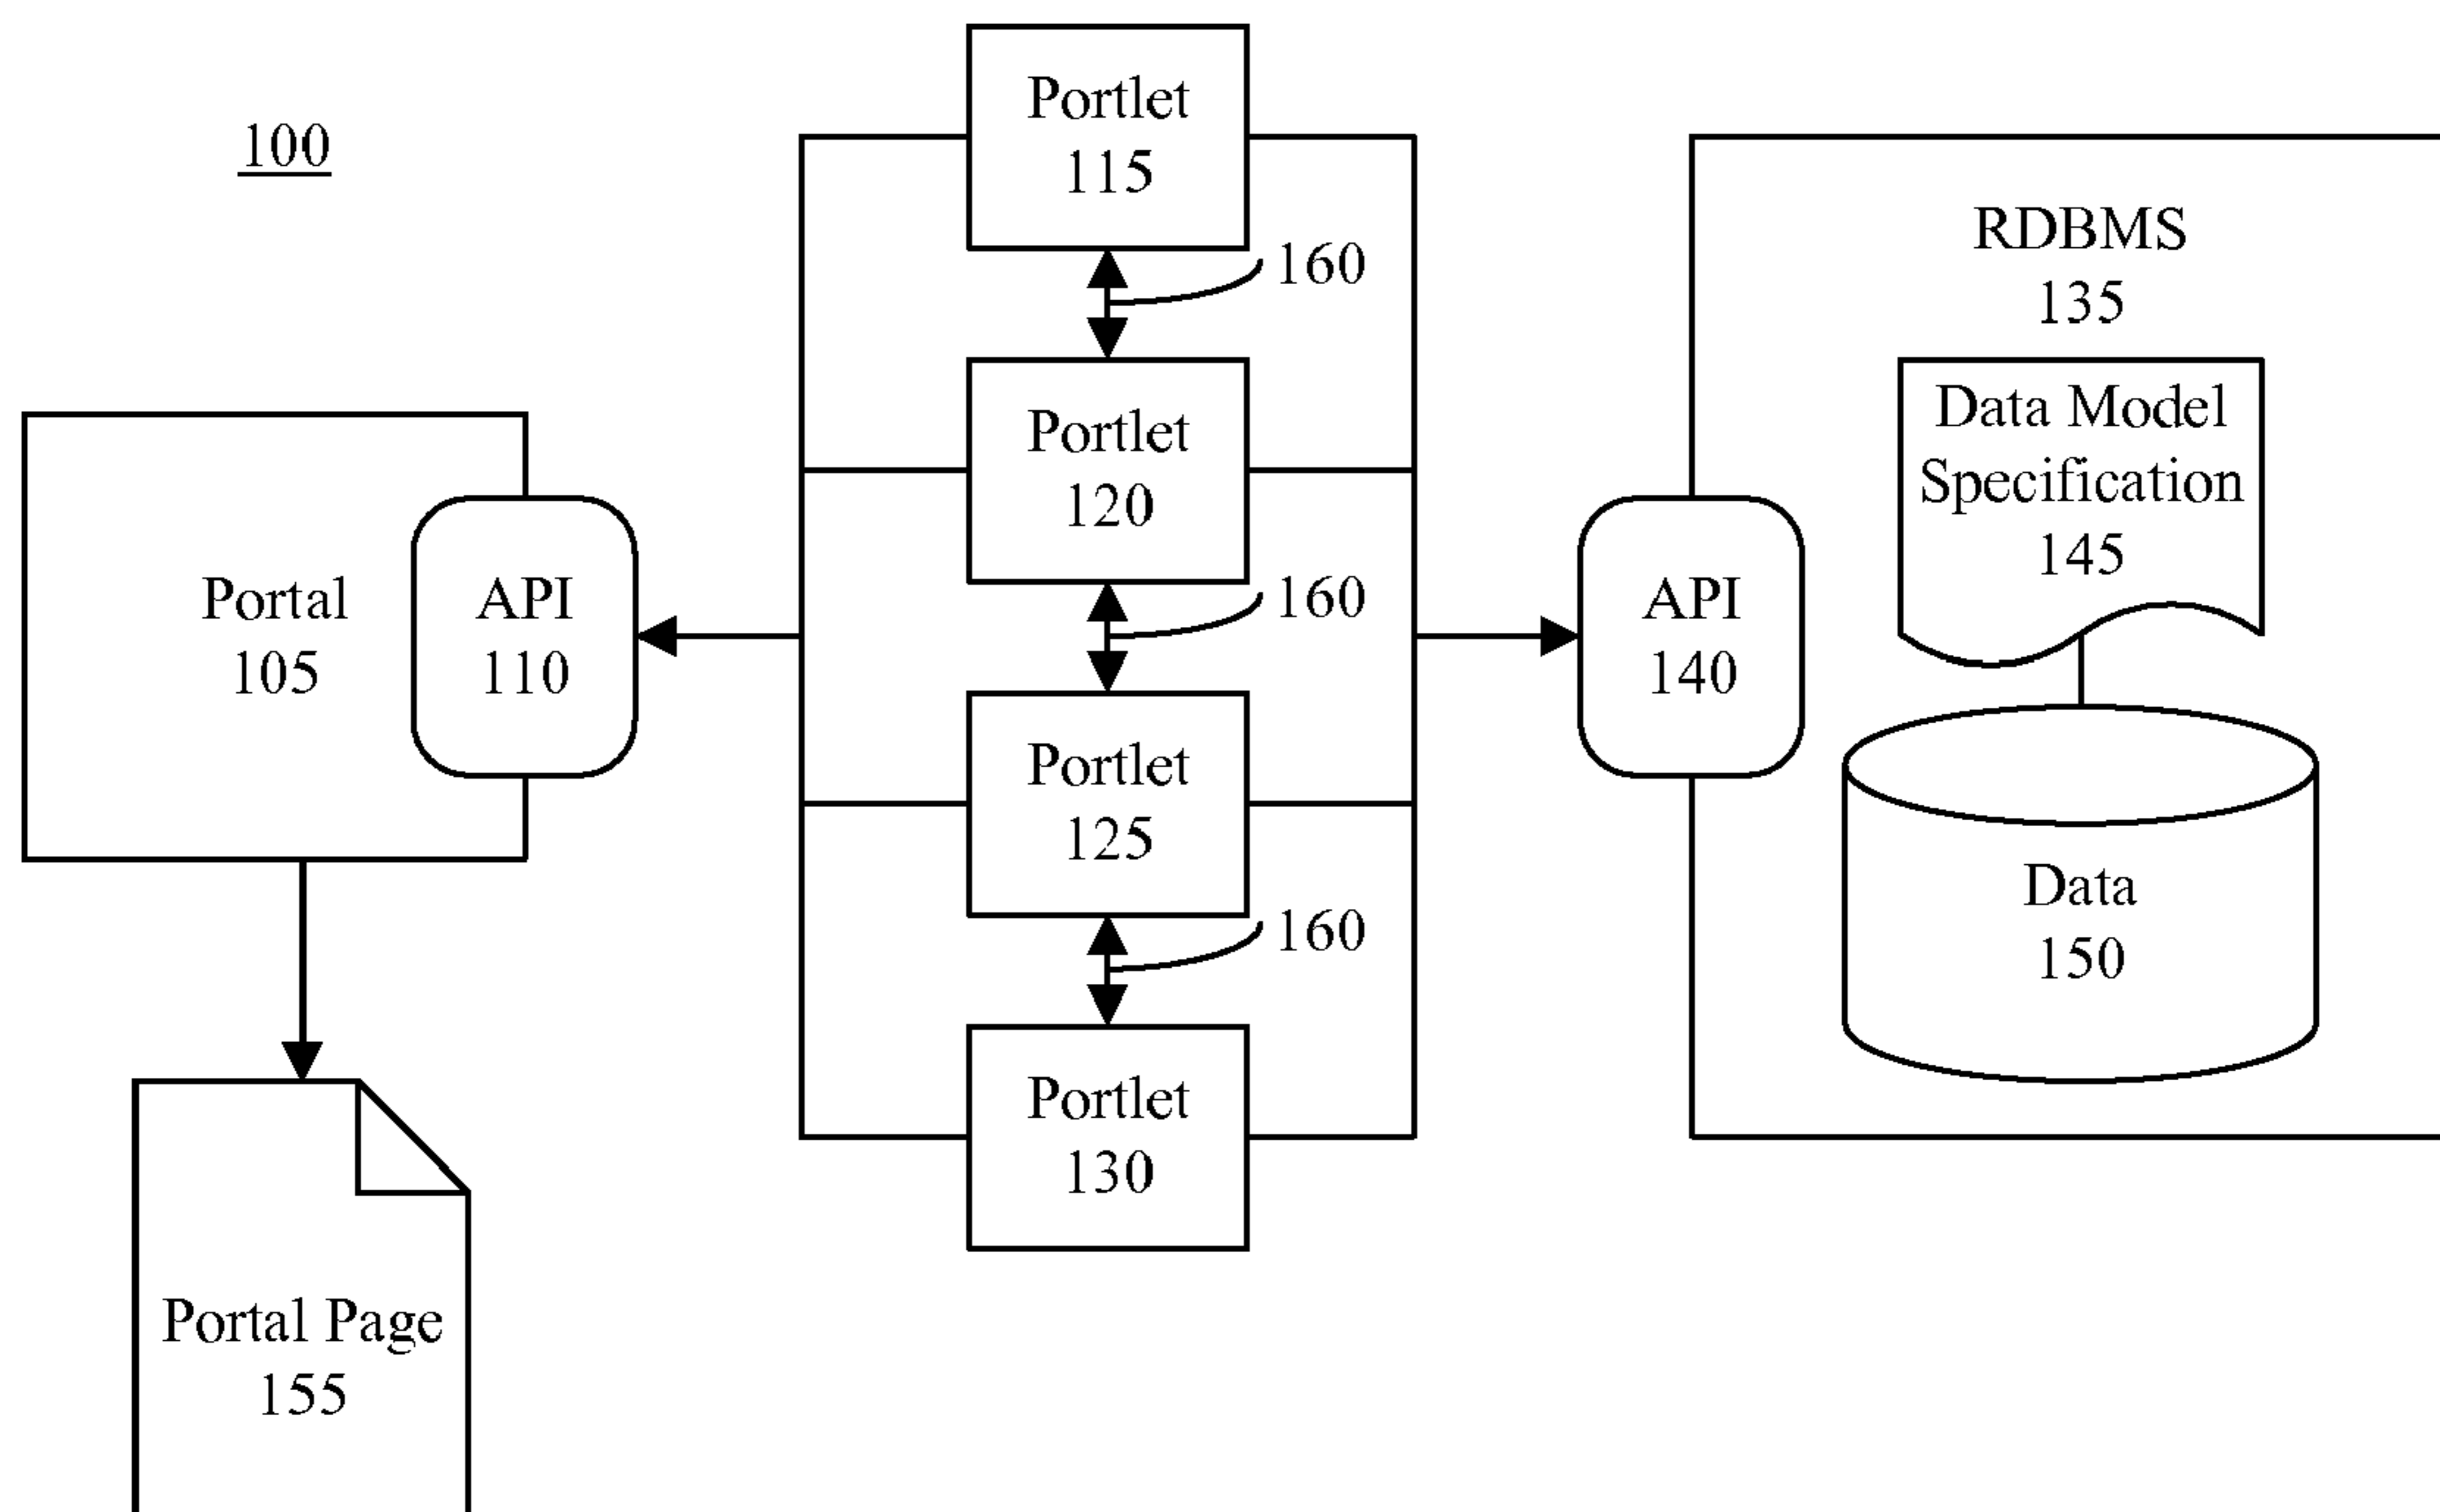 100
Portlet
115
160
Portlet
120
160
Portlet
125
160
Portlet
130
Portal
105
API
110
Portal Page
155
API
140
RDBMS
135
Data Model
Specification
145
Data
150